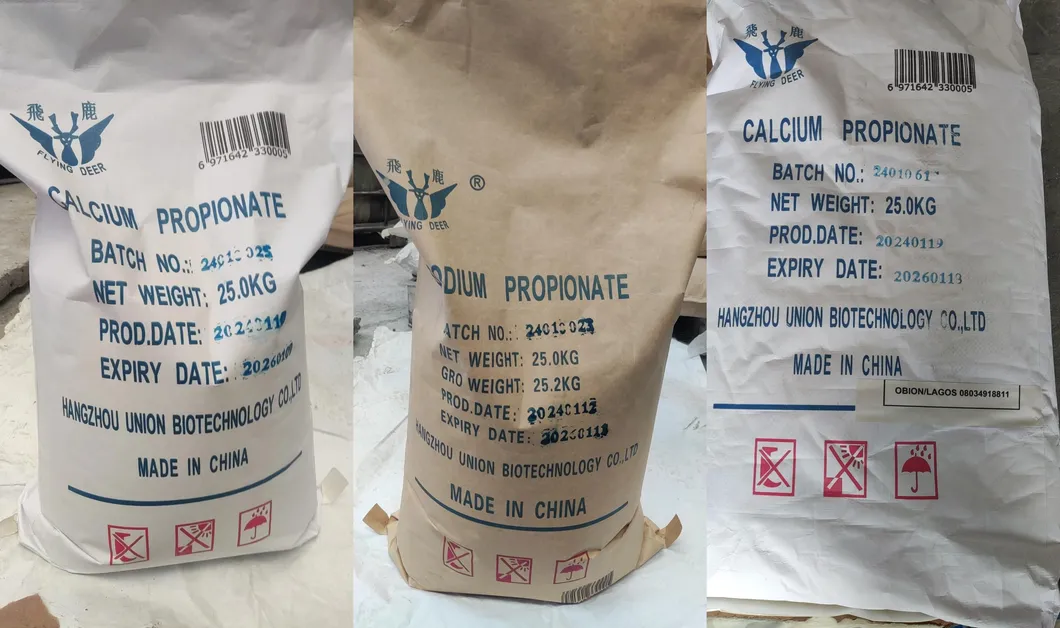 飛 鹿
FLYING DEER
6 971642 330005
CALCIUM PROPIONATE
BATCH NO.:
NET WEIGHT: 25.0KG
PROD.DATE:
EXPIRY DATE:
HANGZHOU UNION BIOTECHNOLOGY CO.,LTD
MADE IN CHINA
飛 鹿
®
YING DEER
ODIUM PROPIONATE
ATCH NO.:
NET WEIGHT: 25.0KG
GRO WEIGHT: 25.2KG
PROD.DATE: 20240112
EXPIRY DATE:
HANGZHOU UNION BIOTECHNOLOGY CO.,LTD
MADE IN CHINA
飛 鹿
FLYING DEER
6 971642 330005
CALCIUM PROPIONATE
BATCH NO.:
NET WEIGHT: 25.0KG
PROD.DATE: 20240119
EXPIRY DATE: 20260113
HANGZHOU UNION BIOTECHNOLOGY CO.,LTD
MADE IN CHINA
OBION/LAGOS 08034918811